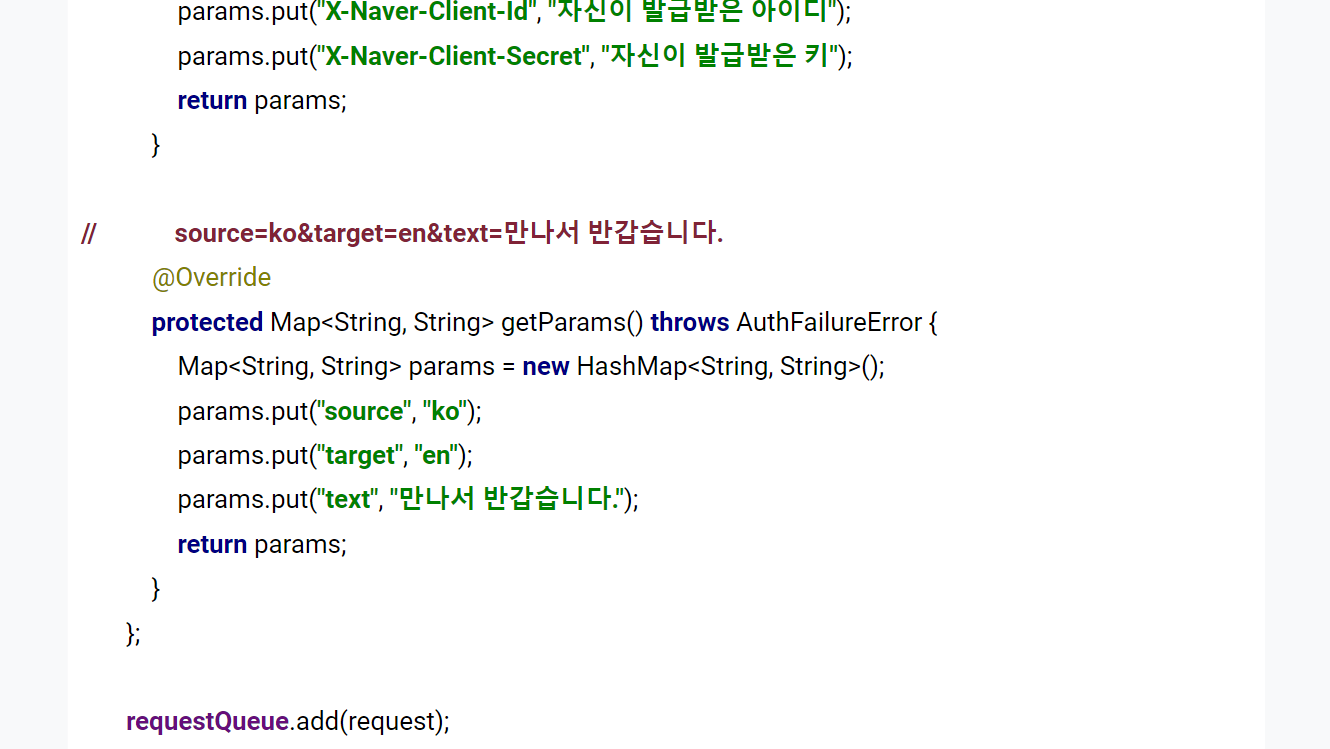 params.put("X-Naver-Client-Id", "자신이 발급받은 아이디");
params.put("X-Naver-Client-Secret", "자신이 발급받은 키");
return params;
}
// source=ko&target=en&text=만나서 반갑습니다.
@Override
protected Map<String, String> getParams() throws AuthFailureError {
Map<String, String> params = new HashMap<String, String>();
params.put("source", "ko");
params.put("target", "en");
params.put("text", "만나서 반갑습니다.");
return params;
}
};
requestQueue.add(request);